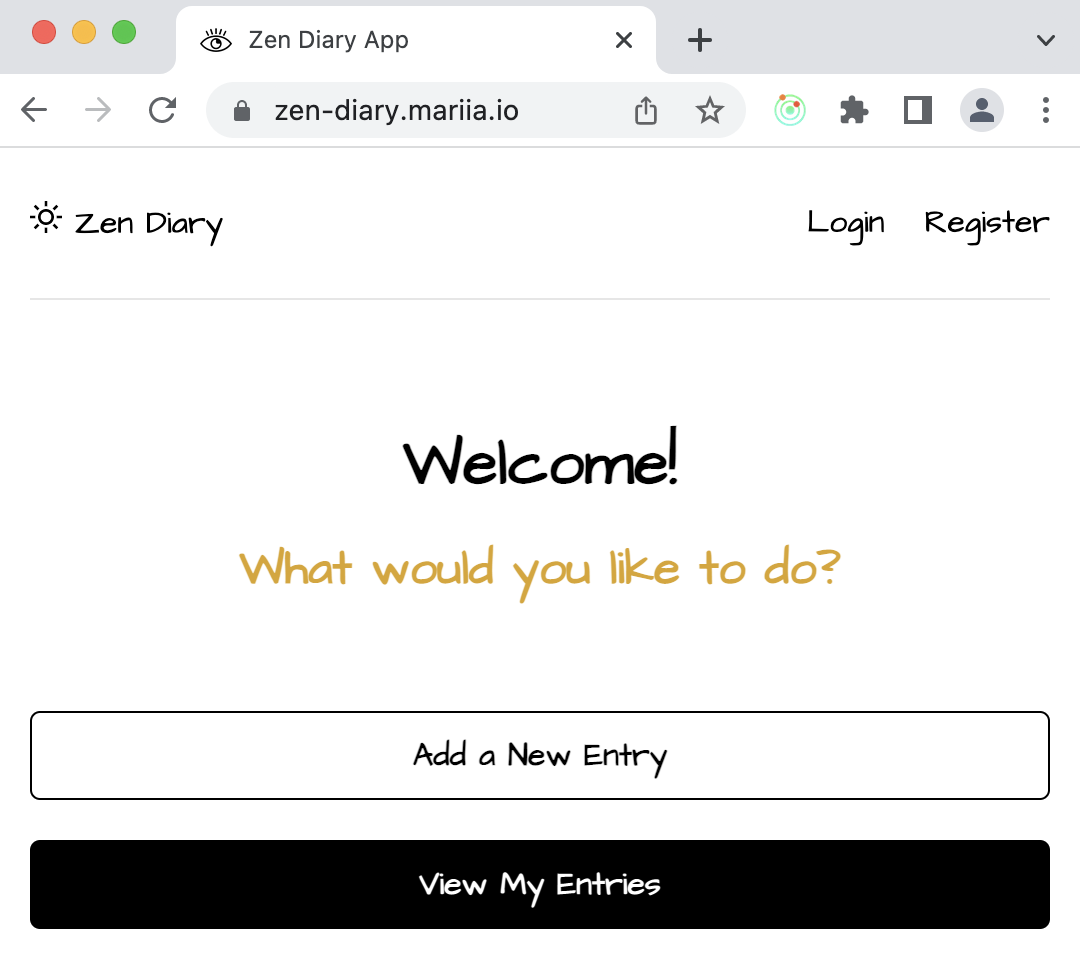 Zen Diary App
zen-diary.mariia.io
Zen Diary Login Register
Welcome!
What would you like to do?
Add a New Entry
View My Entries